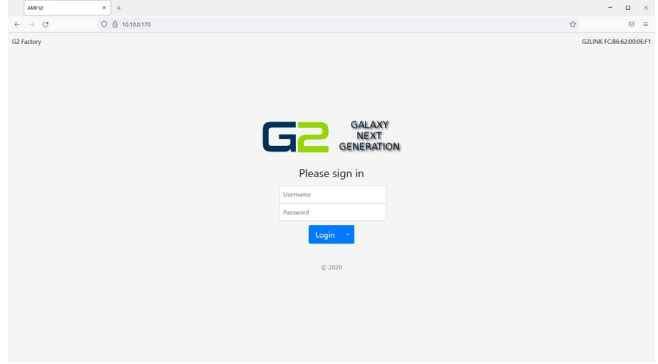 AMP UI
10.10.0.170
G2 Factory
G2LINK FC:B6:62:00:0E:F1
G2 GALAXY
NEXT
GENERATION
Please sign in
Username
Password
Login
© 2020